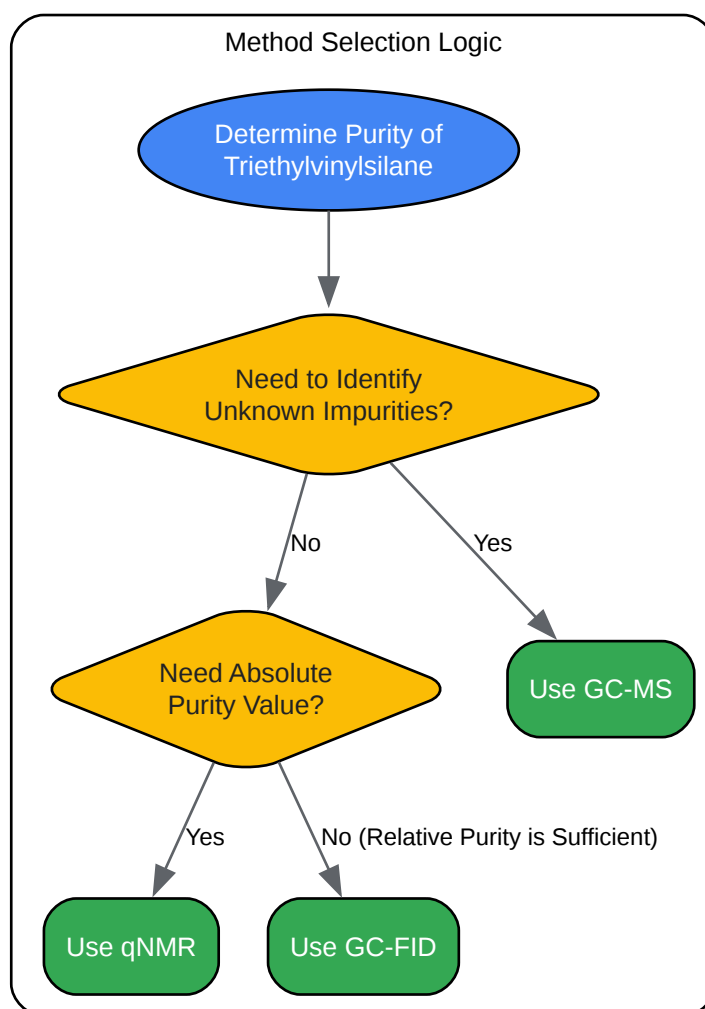 Method Selection Logic
Determine Purity of
Triethylvinylsilane
Need to Identify
Unknown Impurities?
No
Yes
Need Absolute
Purity Value?
Use GC-MS
Yes
No (Relative Purity is Sufficient)
Use qNMR
Use GC-FID